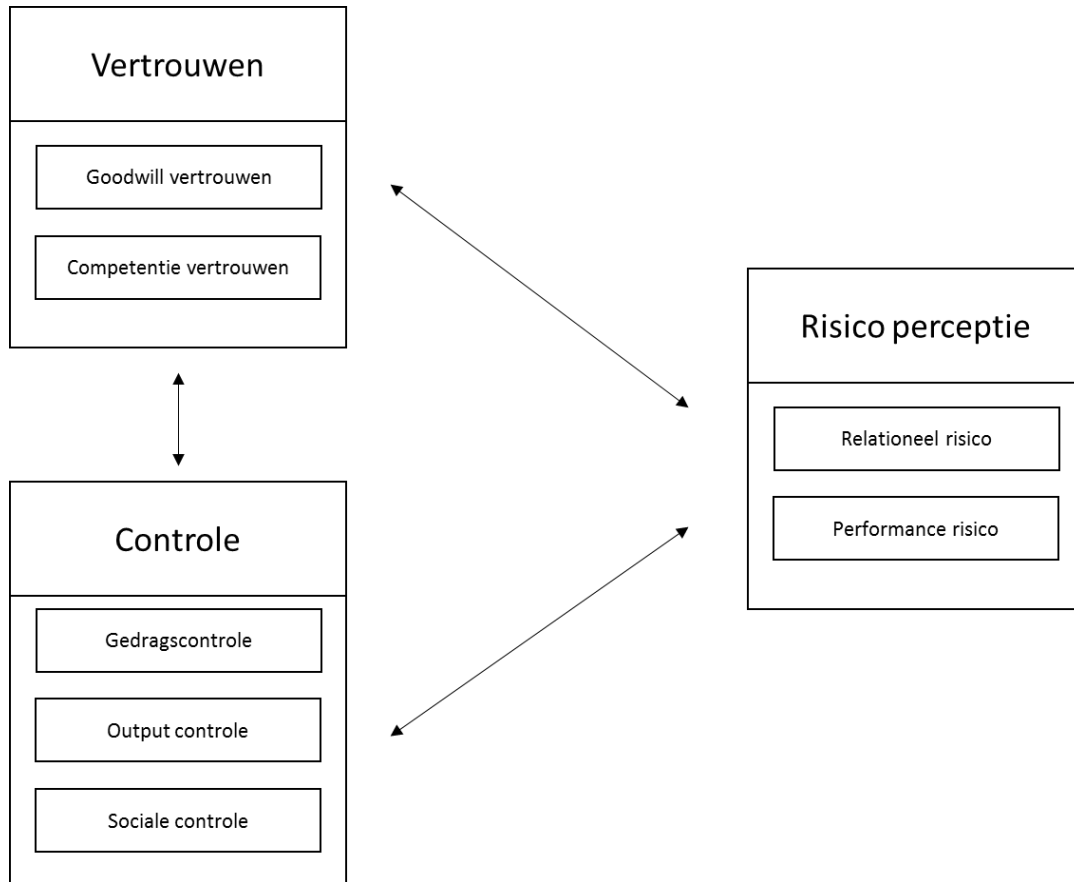 Vertrouwen
Goodwill vertrouwen
Competentie vertrouwen
Controle
Gedragscontrole
Output controle
Sociale controle
Risico perceptie
Relationeel risico
Performance risico